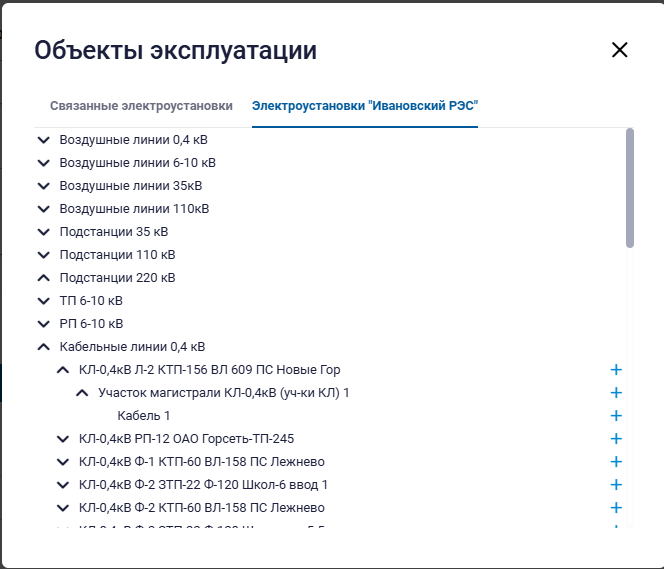 Объекты эксплуатации
Связанные электроустановки
Электроустановки "Ивановский РЭС"
Воздушные линии 0,4 кВ
Воздушные линии 6-10 кВ
Воздушные линии 35кВ
Воздушные линии 110кВ
Подстанции 35 кВ
Подстанции 110 кВ
Подстанции 220 кВ
ТП 6-10 кВ
РП 6-10 кВ
Кабельные линии 0,4 кВ
КЛ-0,4кВ Л-2 КТП-156 ВЛ 609 ПС Новые Гор
Участок магистрали КЛ-0,4кВ (уч-ки КЛ) 1
Кабель 1
КЛ-0,4кВ РП-12 ОАО Горсеть-ТП-245
КЛ-0,4кВ Ф-1 КТП-60 ВЛ-158 ПС Лежнево
КЛ-0,4кВ Ф-2 ЗТП-22 Ф-120 Школ-6 ввод 1
КЛ-0,4кВ Ф-2 КТП-60 ВЛ-158 ПС Лежнево